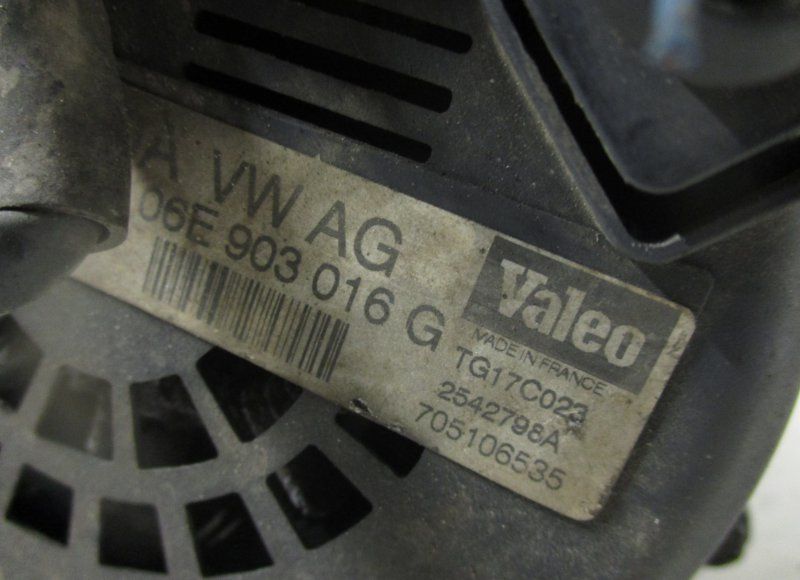 A VW AG
06E 903 016 G
Valeo
MADE IN FRANCE
TG17C023
2542798A
705106535